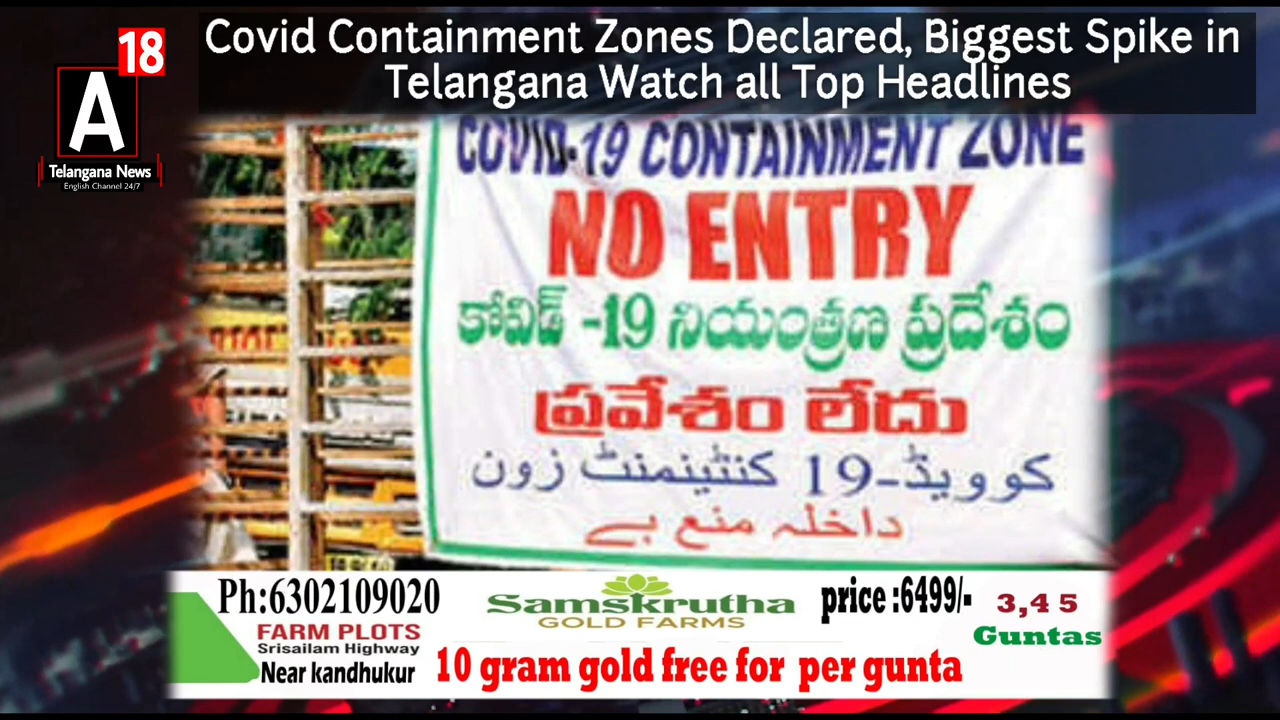 18
A
Telangana News
English Channel 24/7
Covid Containment Zones Declared, Biggest Spike in
Telangana Watch all Top Headlines
COVID-19 CONTAINMENT ZONE
NO ENTRY
కోవిడ్ -19 నియంత్రణ ప్రదేశం
ప్రవేశం లేదు
کوویڈ-19 کنٹینمنٹ زون
داخلہ منع ہے
Ph:6302109020
FARM PLOTS
Srisailam Highway
Near kandhukur
Samskrutha
GOLD FARMS
price :6499/-
3,4 5
Guntas
10 gram gold free for per gunta